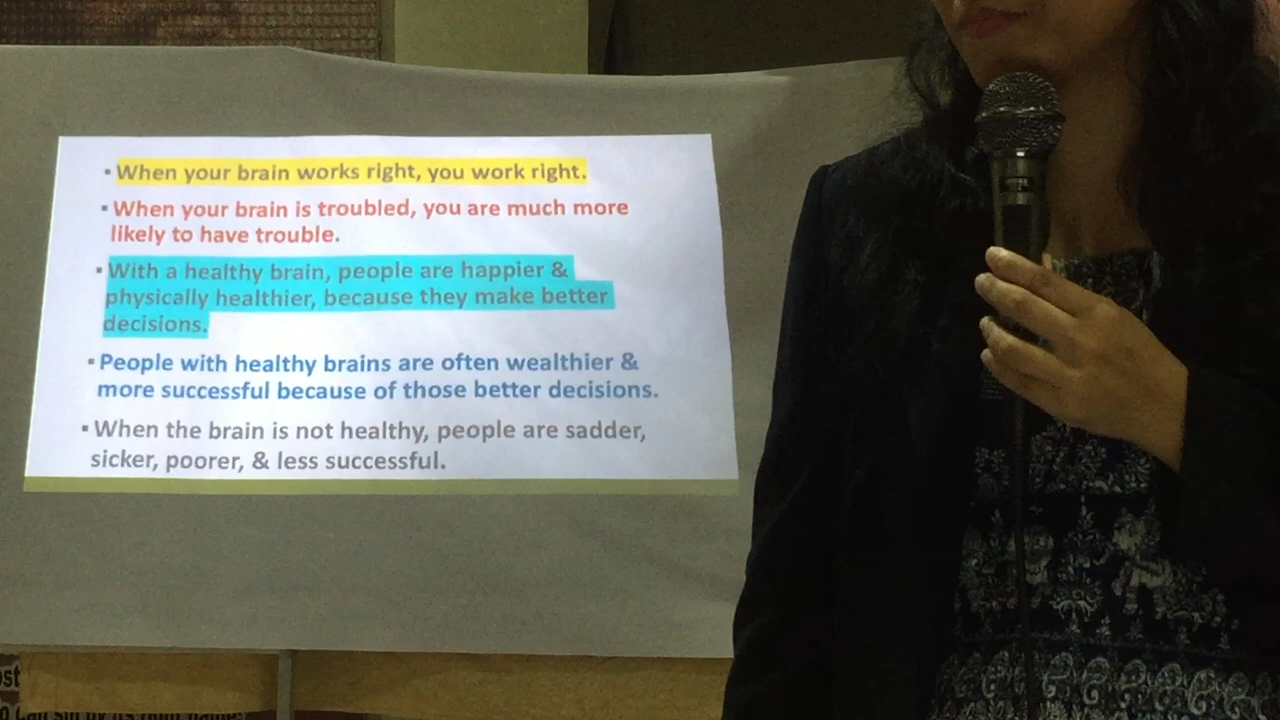 ▪ When your brain works right, you work right.
▪ When your brain is troubled, you are much more
likely to have trouble.
▪ With a healthy brain, people are happier &
physically healthier, because they make better
decisions.
▪ People with healthy brains are often wealthier &
more successful because of those better decisions.
▪ When the brain is not healthy, people are sadder,
sicker, poorer, & less successful.